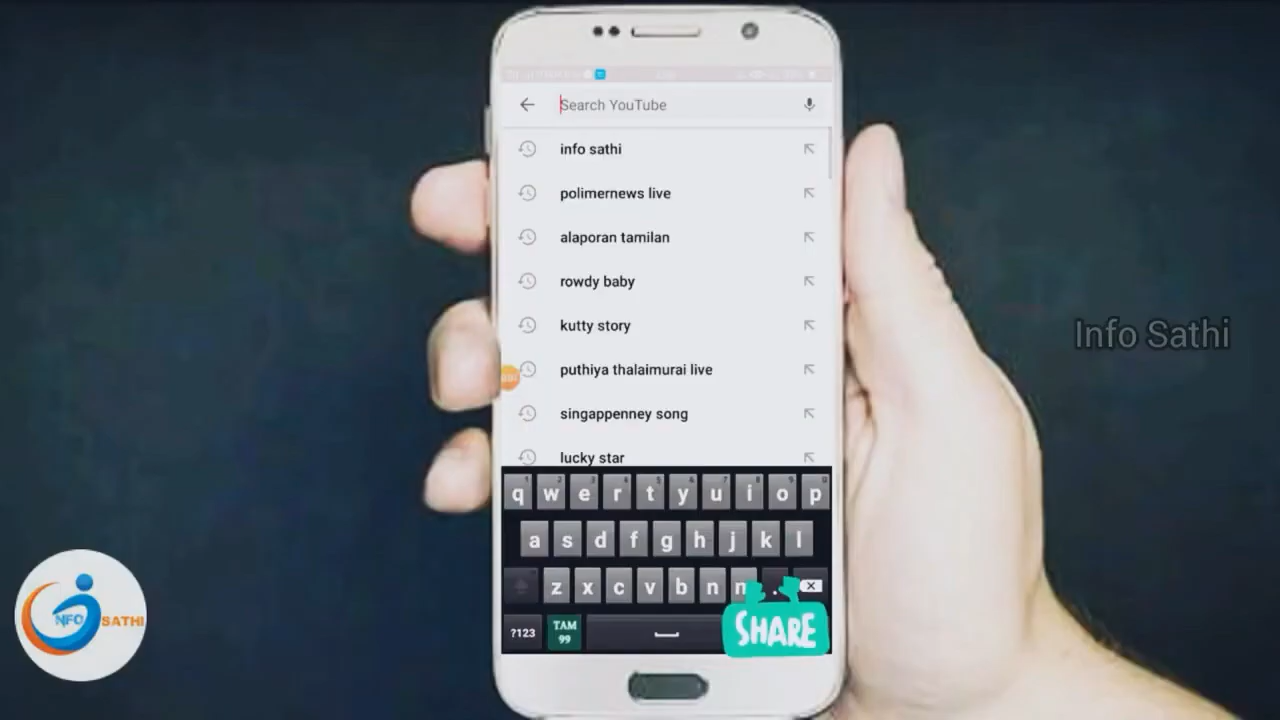 Search YouTube
info sathi
polimernews live
alaporan tamilan
rowdy baby
kutty story
puthiya thalaimurai live
singappenney song
lucky star
q w e r t y u i o p
a s d f g h j k l
z x c v b n m .
?123 TAM
99
SHARE
Info Sathi
NFO SATHI